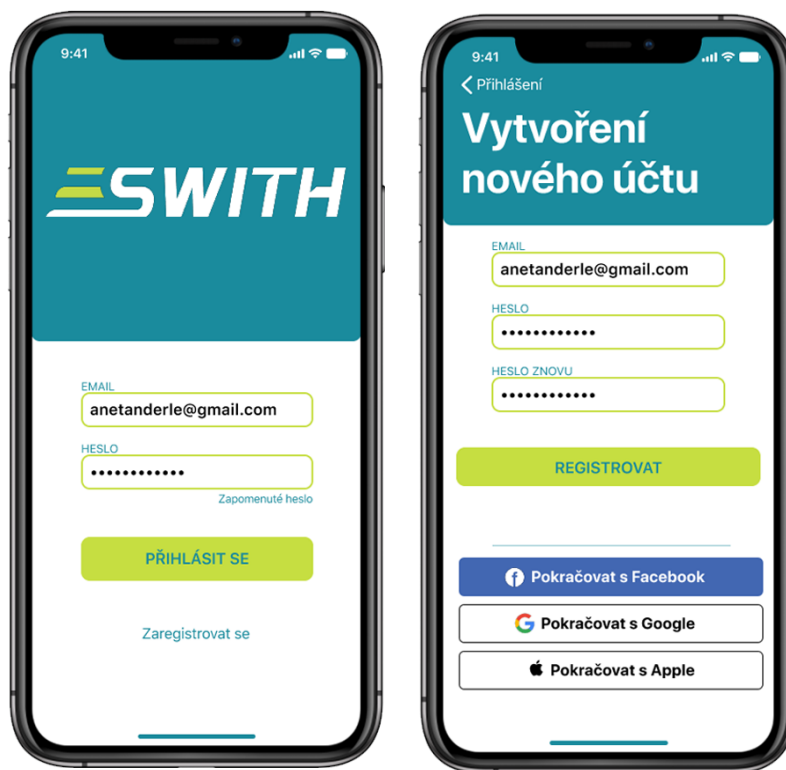 9:41
SWITH
EMAIL
anetanderle@gmail.com
HESLO
••••••••••••
Zapomenuté heslo
PŘIHLÁSIT SE
Zaregistrovat se
9:41
Přihlášení
Vytvoření
nového účtu
EMAIL
anetanderle@gmail.com
HESLO
••••••••••••
HESLO ZNOVU
••••••••••••
REGISTROVAT
Pokračovat s Facebook
Pokračovat s Google
Pokračovat s Apple